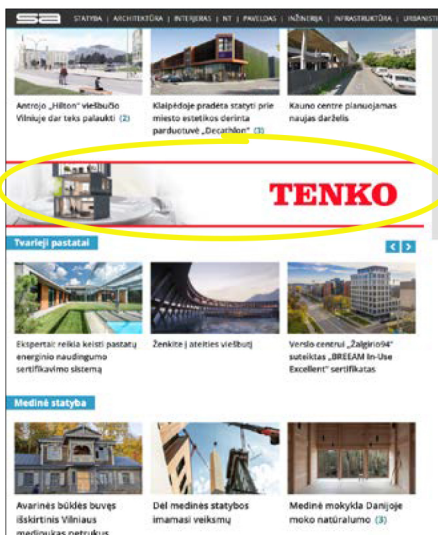 sa STATYBA | ARCHITEKTŪRA | INTERJERAS | NT | PAVELDAS | INŽINERIJA | INFRASTRUKTŪRA | URBANIST
Antrojo „Hilton“ viešbučio
Vilniuje dar teks palaukti (2)
Klaipėdoje pradėta statyti prie
miesto estetikos derinta
parduotuvė „Decathlon“ (3)
Kauno centre planuojamas
naujas darželis
TENKO
Tvarieji pastatai
Ekspertai: reikia keisti pastatų
energinio naudingumo
sertifikavimo sistemą
Ženkite į ateities viešbutį
Verslo centrui „Žalgirio94“
suteiktas „BREEAM In-Use
Excellent“ sertifikatas
Medinė statyba
Avarinės būklės buvęs
išskirtinis Vilniaus
medinukas netrukus
Dėl medinės statybos
imamasi veiksmų
Medinė mokykla Danijoje
moko natūralumo (3)